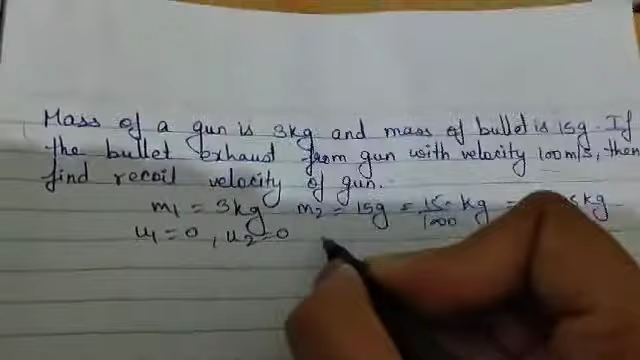 Mass of a gun is 3kg and mass of bullet is 15g. If
the bullet exhaust from gun with velocity 100m/s, then
find recoil velocity of gun.
m₁ = 3kg m₂ = 15g = 15/1000 kg = 5kg
u₁ = 0, u₂ = 0